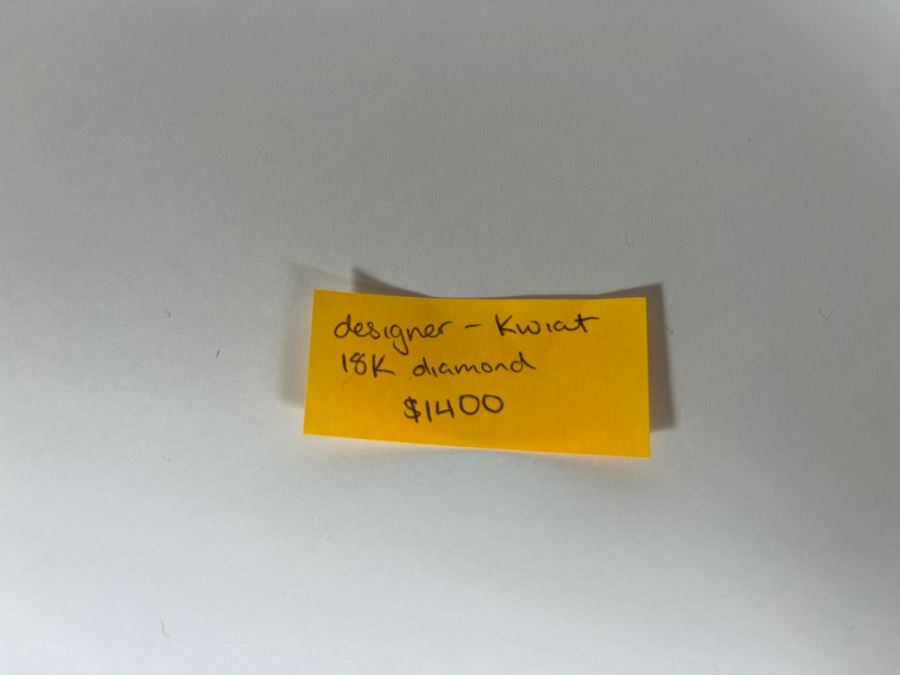 designer - Kwiat
18K diamond
$1400